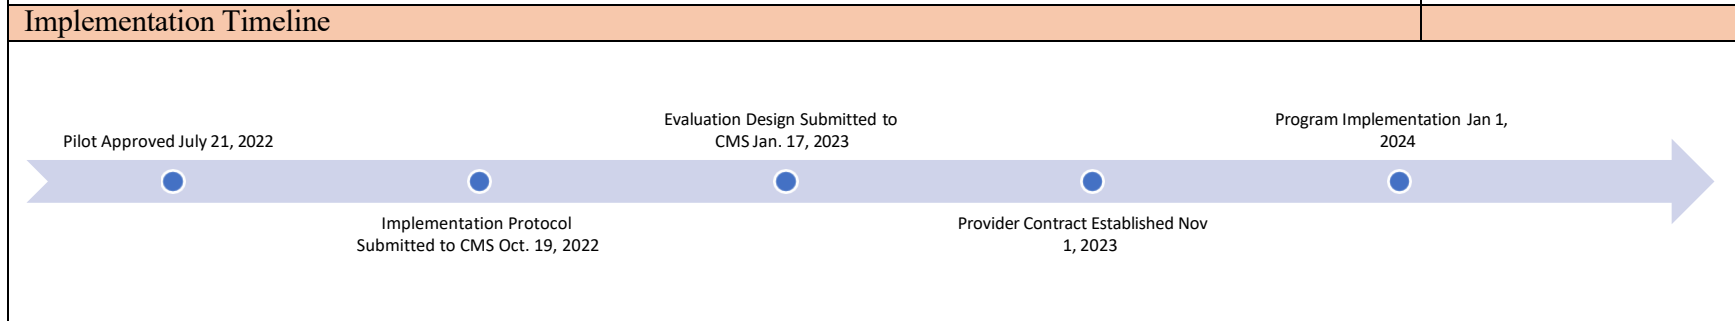 Implementation Timeline
Pilot Approved July 21, 2022
Implementation Protocol
Submitted to CMS Oct. 19, 2022
Evaluation Design Submitted to
CMS Jan. 17, 2023
Provider Contract Established Nov
1, 2023
Program Implementation Jan 1,
2024